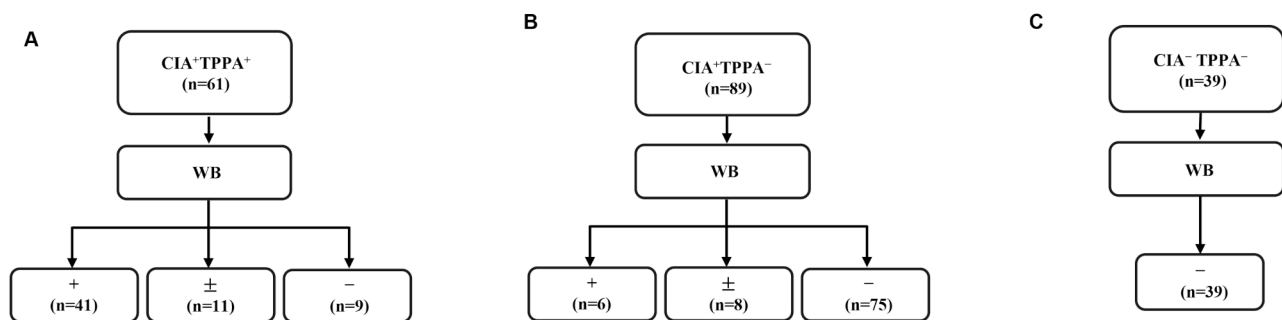 A
CIA⁺TPPA⁺
(n=61)
WB
+
(n=41)
±
(n=11)
−
(n=9)
B
CIA⁺TPPA⁻
(n=89)
WB
+
(n=6)
±
(n=8)
−
(n=75)
C
CIA⁻ TPPA⁻
(n=39)
WB
−
(n=39)